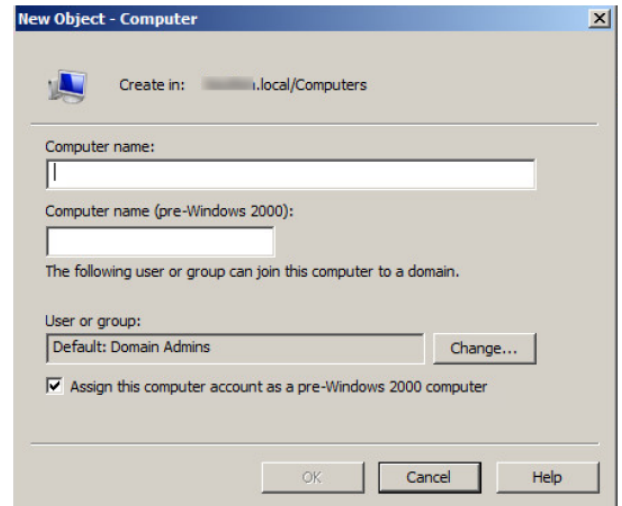 New Object - Computer
Create in: .local/Computers
Computer name:
Computer name (pre-Windows 2000):
The following user or group can join this computer to a domain.
User or group:
Default: Domain Admins
Change...
Assign this computer account as a pre-Windows 2000 computer
OK
Cancel
Help